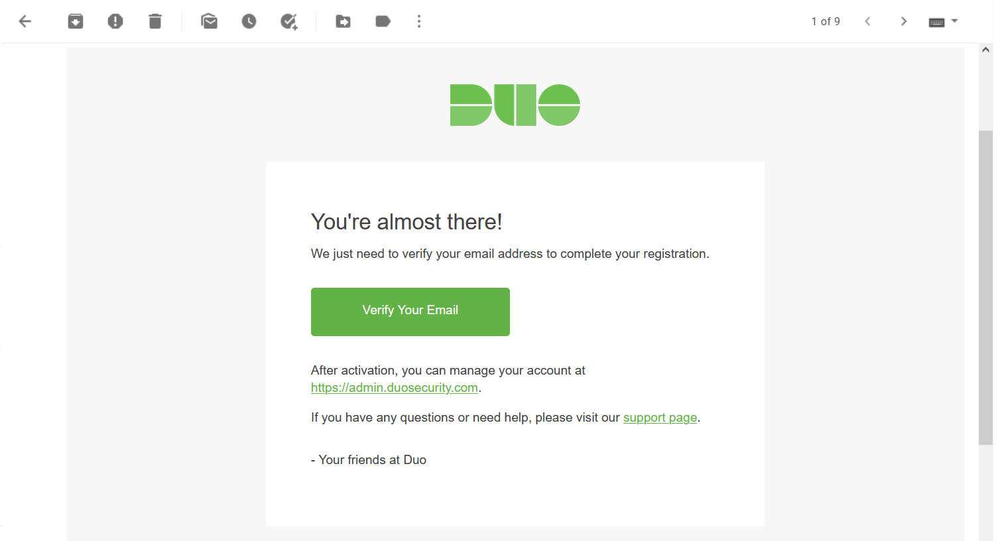 1 of 9
DUO
You're almost there!
We just need to verify your email address to complete your registration.
Verify Your Email
After activation, you can manage your account at
https://admin.duosecurity.com.
If you have any questions or need help, please visit our support page.
- Your friends at Duo